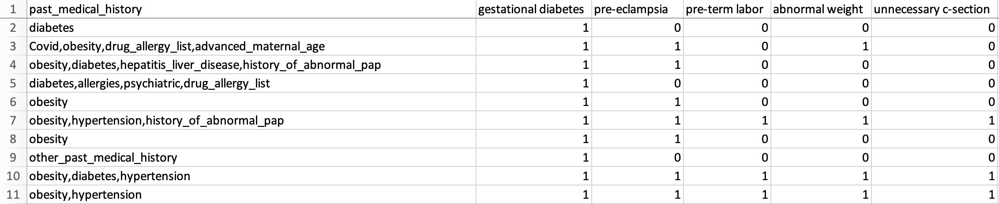 1 past_medical_history gestational diabetes pre-eclampsia pre-term labor abnormal weight unnecessary c-section
2 diabetes 1 0 0 0 0
3 Covid,obesity,drug_allergy_list,advanced_maternal_age 1 1 0 1 0
4 obesity,diabetes,hepatitis_liver_disease,history_of_abnormal_pap 1 1 0 0 0
5 diabetes,allergies,psychiatric,drug_allergy_list 1 0 0 0 0
6 obesity 1 1 0 0 0
7 obesity,hypertension,history_of_abnormal_pap 1 1 1 1 1
8 obesity 1 1 0 0 0
9 other_past_medical_history 1 0 0 0 0
10 obesity,diabetes,hypertension 1 1 1 1 1
11 obesity,hypertension 1 1 1 1 1